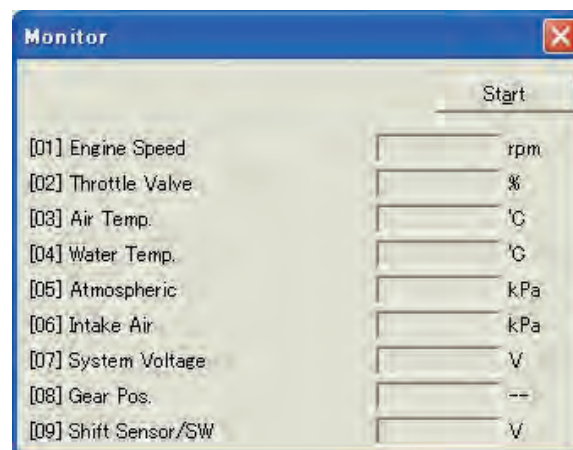 Monitor
Start
[01] Engine Speed rpm
[02] Throttle Valve %
[03] Air Temp. °C
[04] Water Temp. °C
[05] Atmospheric kPa
[06] Intake Air kPa
[07] System Voltage V
[08] Gear Pos. --
[09] Shift Sensor/SW V